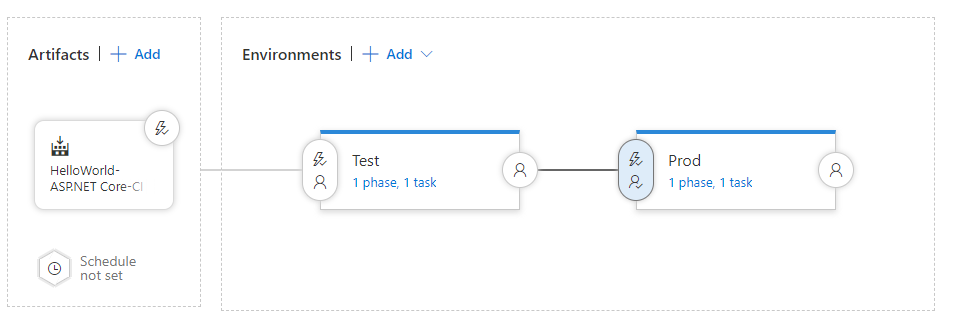 Artifacts | + Add
HelloWorld-
ASP.NET Core-CI
Schedule
not set
Environments | + Add
Test
1 phase, 1 task
Prod
1 phase, 1 task